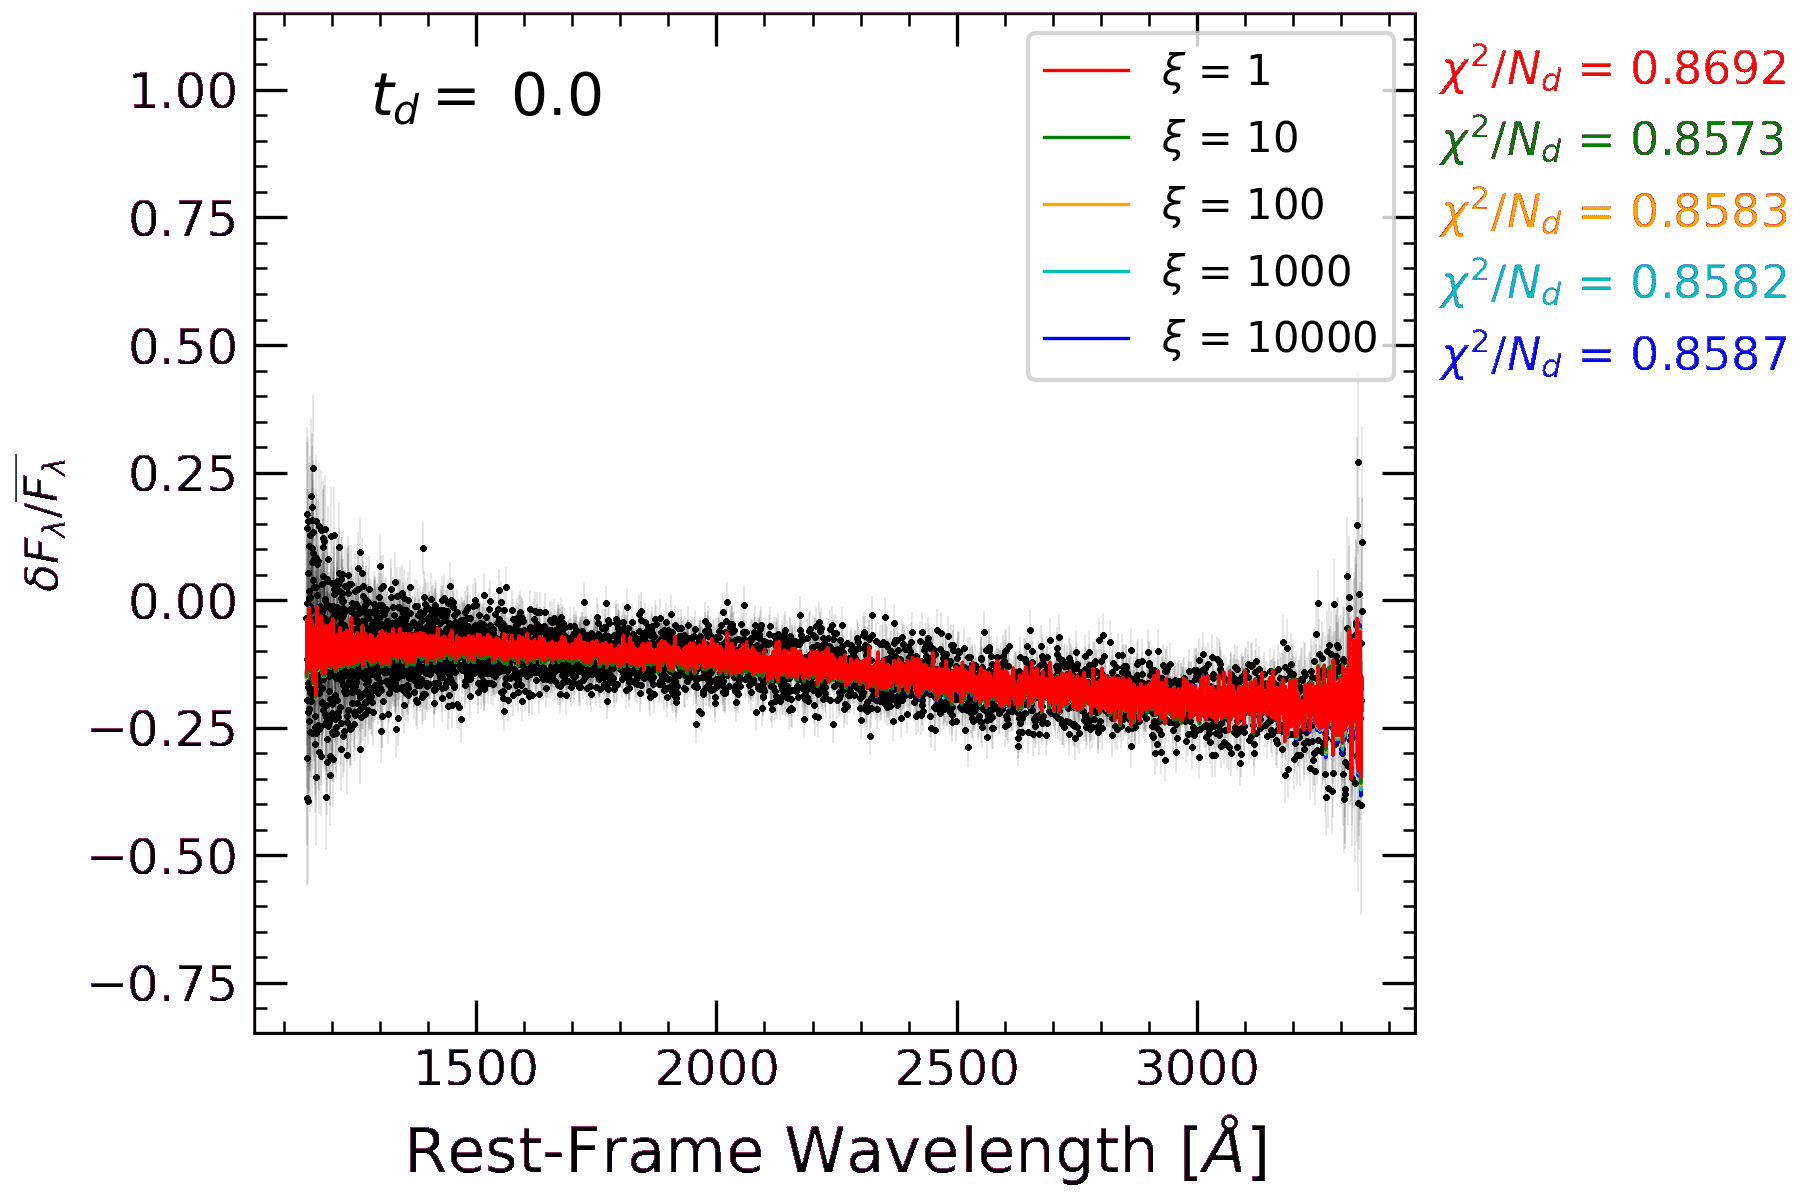 t_d = 0.0
ξ = 1
ξ = 10
ξ = 100
ξ = 1000
ξ = 10000
χ²/N_d = 0.8692
χ²/N_d = 0.8573
χ²/N_d = 0.8583
χ²/N_d = 0.8582
χ²/N_d = 0.8587
1.00
0.75
0.50
0.25
0.00
−0.25
−0.50
−0.75
δF_λ/F̅_λ
1500 2000 2500 3000
Rest-Frame Wavelength [Å]